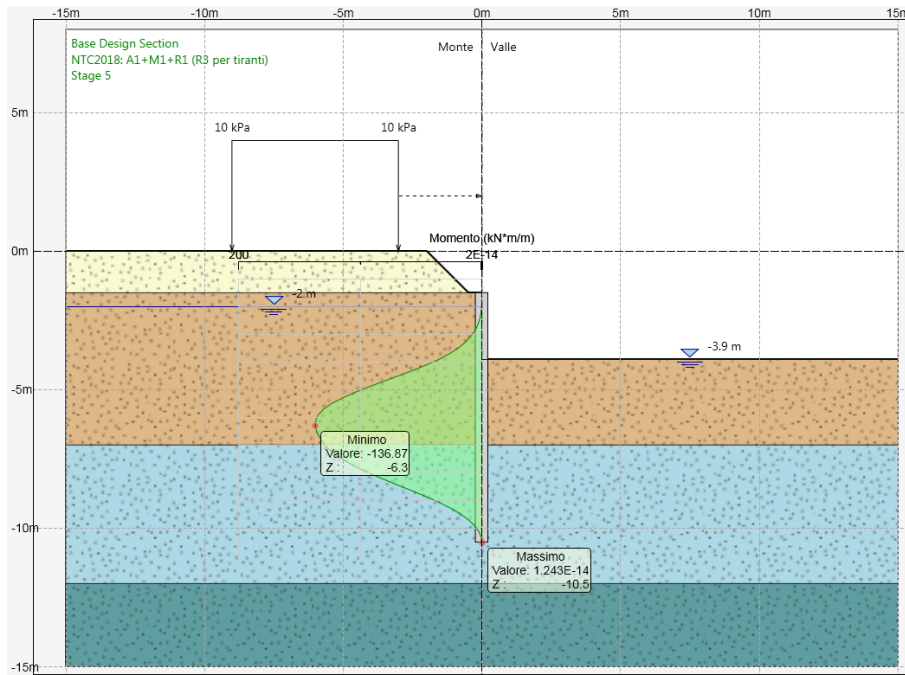 -15m -10m -5m 0m 5m 10m 15m
Base Design Section
NTC2018: A1+M1+R1 (R3 per tiranti)
Stage 5
Monte Valle
5m
10 kPa 10 kPa
Momento (kN*m/m)
0m
200 2E-14
-2 m
-3.9 m
-5m
Minimo
Valore: -136.87
Z : -6.3
-10m
Massimo
Valore: 1.243E-14
Z : -10.5
-15m